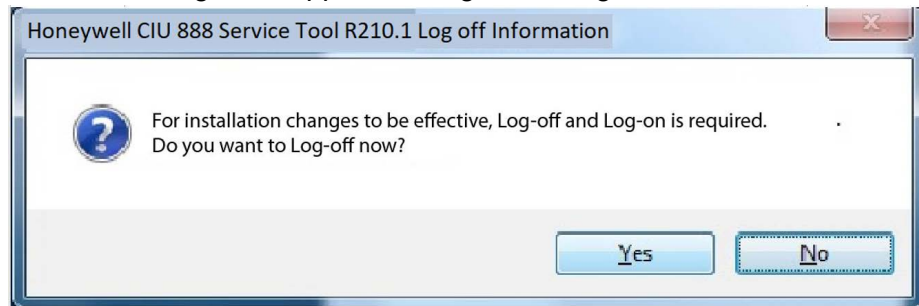 Honeywell CIU 888 Service Tool R210.1 Log off Information
For installation changes to be effective, Log-off and Log-on is required.
Do you want to Log-off now?
Yes
No